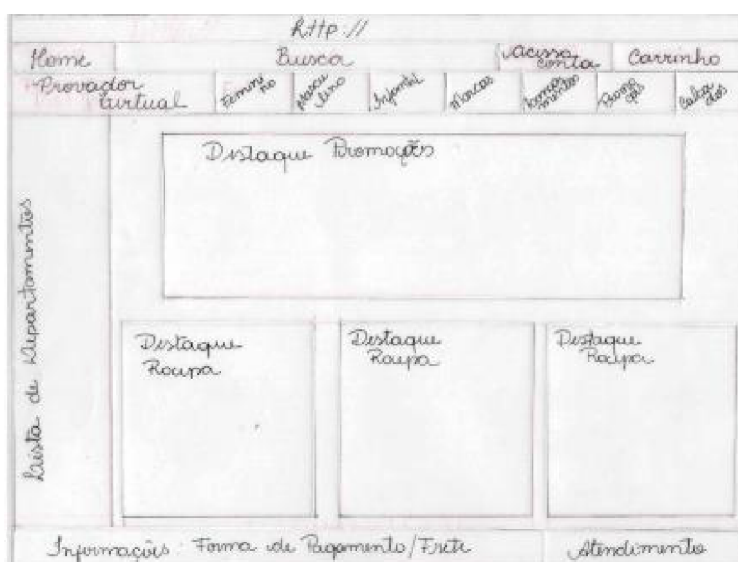 Http://
Home Busca Acesso conta Carrinho
Provador virtual Feminino Masculino Infantil Marcas Promoções Calçados
Destaque Promoções
Lista de Departamentos
Destaque Roupa
Destaque Roupa
Destaque Roupa
Informações: Forma de Pagamento/Frete Atendimento